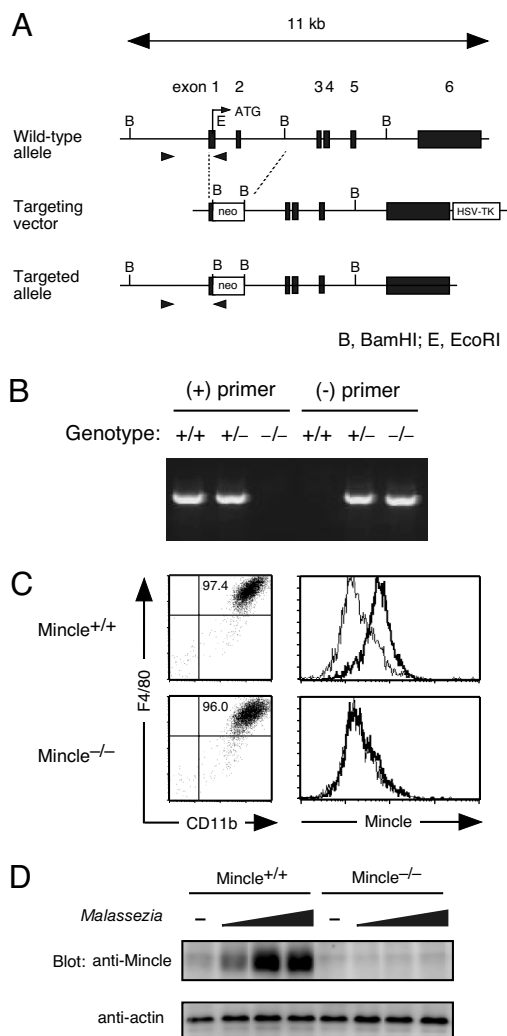 A
11 kb
exon 1 2 3 4 5 6
B E ATG B B
Wild-type
allele
B B B
Targeting
vector
neo
HSV-TK
B B B B
Targeted
allele
neo
B, BamHI; E, EcoRI
B
(+) primer (-) primer
Genotype: +/+ +/− −/− +/+ +/− −/−
C
97.4
Mincle+/+
F4/80
96.0
Mincle−/−
CD11b Mincle
D
Mincle+/+ Mincle−/−
Malassezia − −
Blot: anti-Mincle
anti-actin